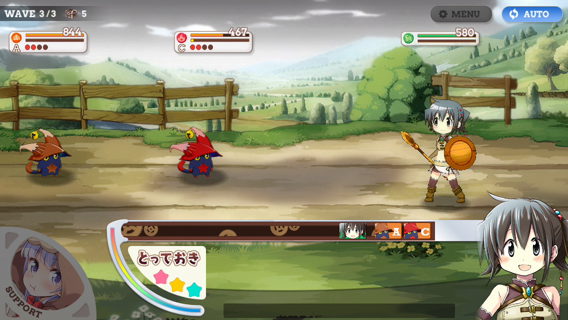 WAVE 3/3 5
MENU
AUTO
844
A
467
C
580
A C
とっておき
SUPPORT